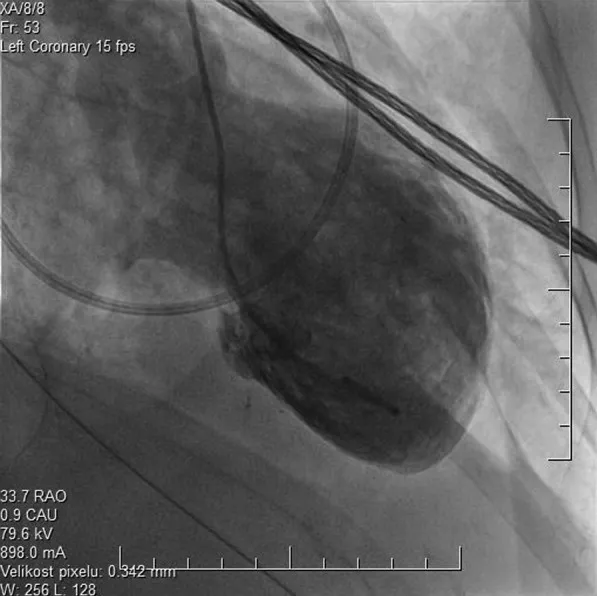 XA/8/8
Fr: 53
Left Coronary 15 fps
33.7 RAO
0.9 CAU
79.6 kV
898.0 mA
Velikost pixelu: 0.342 mm
W: 256 L: 128